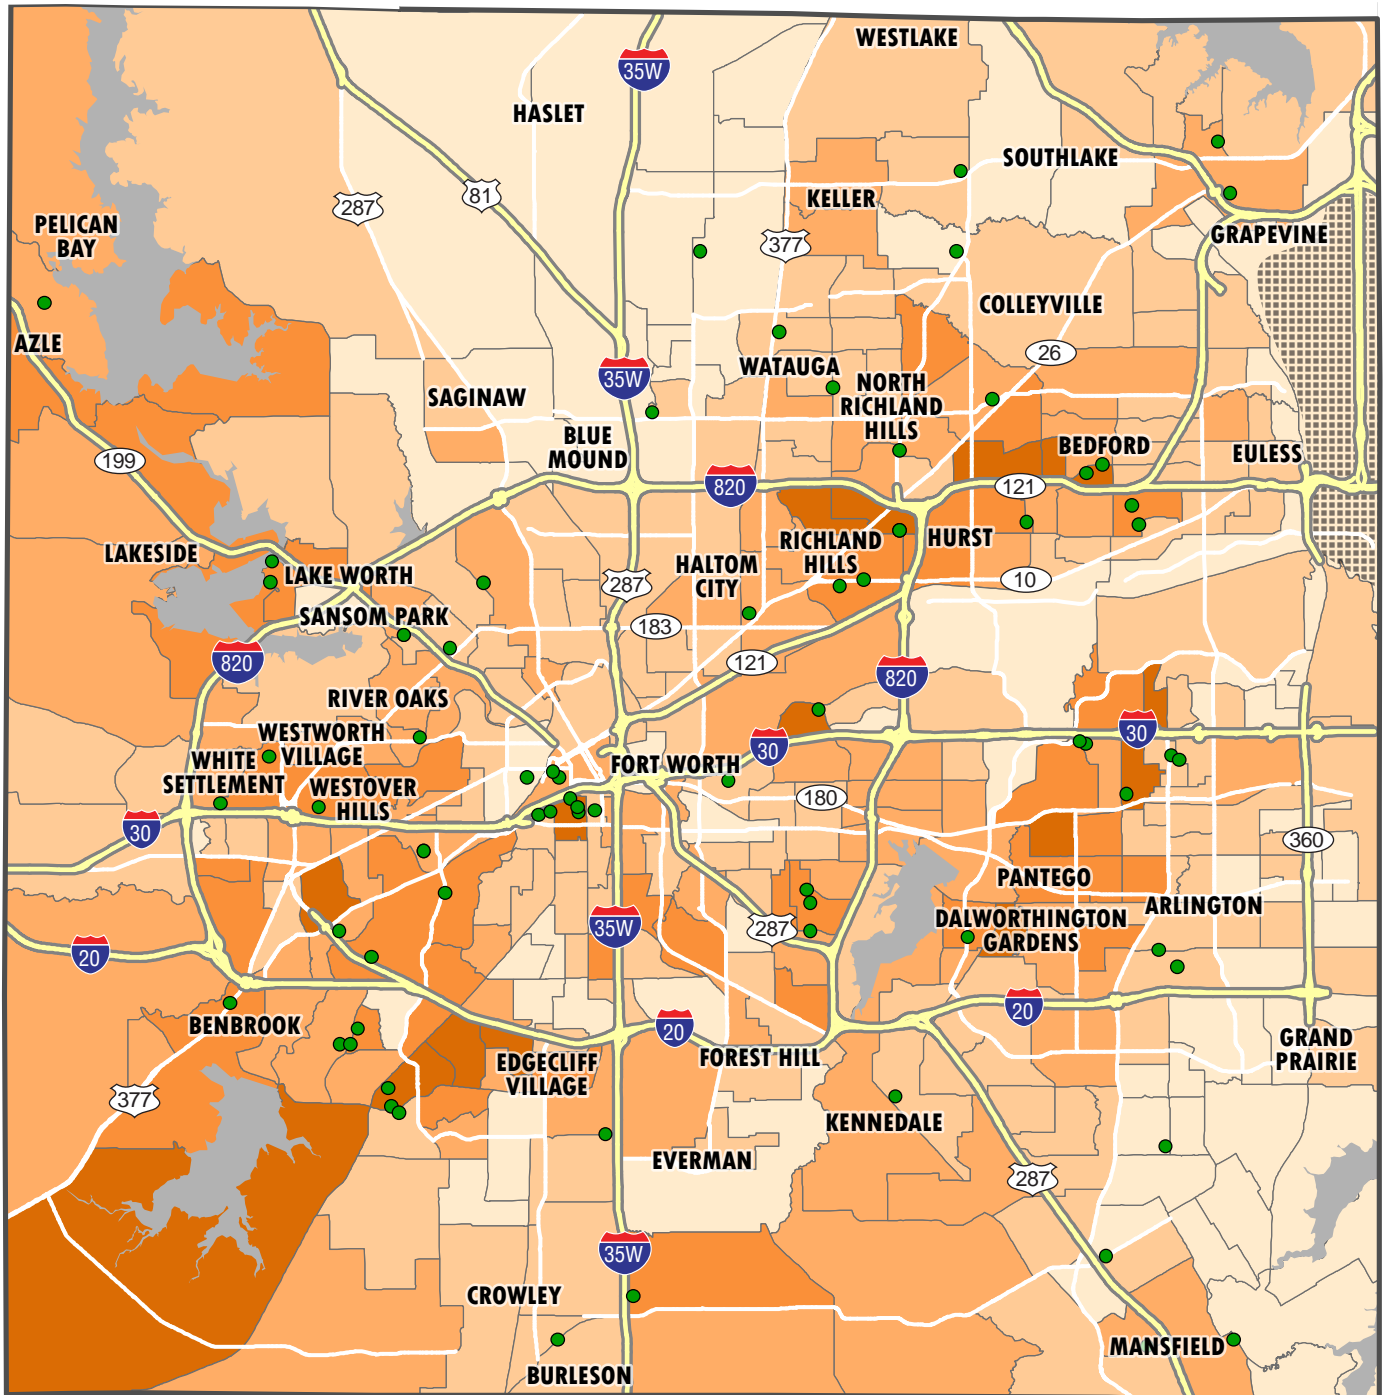 WESTLAKE
35W
HASLET
SOUTHLAKE
81
KELLER
287
PELICAN
BAY
377
GRAPEVINE
COLLEYVILLE
AZLE
26
WATAUGA
35W
SAGINAW
NORTH
RICHLAND
HILLS
BLUE
MOUND
BEDFORD
EULESS
199
820
121
RICHLAND
HILLS
HURST
LAKESIDE
HALTOM
CITY
LAKE WORTH
287
10
SANSOM PARK
183
820
121
820
RIVER OAKS
WESTWORTH
VILLAGE
30
30
WHITE
SETTLEMENT
FORT WORTH
WESTOVER
HILLS
180
30
360
PANTEGO
ARLINGTON
DALWORTHINGTON
GARDENS
35W
287
20
20
BENBROOK
20
GRAND
PRAIRIE
EDGECLIFF
VILLAGE
FOREST HILL
377
KENNEDALE
EVERMAN
287
35W
CROWLEY
MANSFIELD
BURLESON